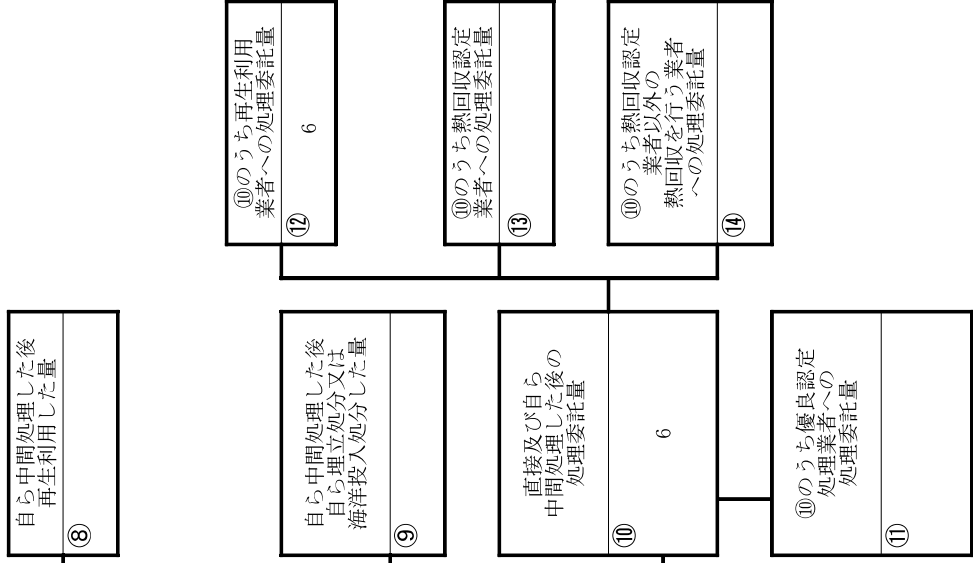 自ら中間処理した後
再生利用した量
⑧
自ら中間処理した後
自ら埋立処分又は
海洋投入処分した量
⑨
直接及び自ら
中間処理した後の
処理委託量
6
⑩
⑩のうち優良認定
処理業者への
処理委託量
⑪
⑩のうち再生利用
業者への処理委託量
6
⑫
⑩のうち熱回収認定
業者への処理委託量
⑬
⑩のうち熱回収認定
業者以外の
熱回収を行う業者
への処理委託量
⑭